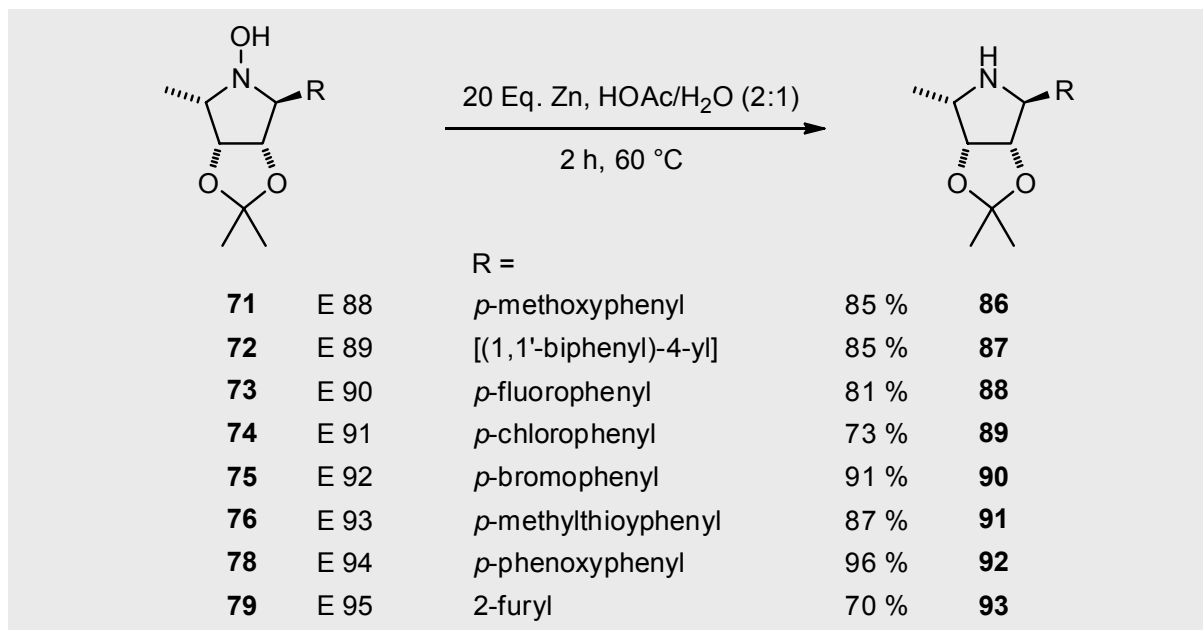 OH
N
R
O
O
20 Eq. Zn, HOAc/H₂O (2:1)
2 h, 60 °C
H
N
R
O
O
R =
71 E 88 p-methoxyphenyl 85 % 86
72 E 89 [(1,1'-biphenyl)-4-yl] 85 % 87
73 E 90 p-fluorophenyl 81 % 88
74 E 91 p-chlorophenyl 73 % 89
75 E 92 p-bromophenyl 91 % 90
76 E 93 p-methylthioyphenyl 87 % 91
78 E 94 p-phenoxyphenyl 96 % 92
79 E 95 2-furyl 70 % 93